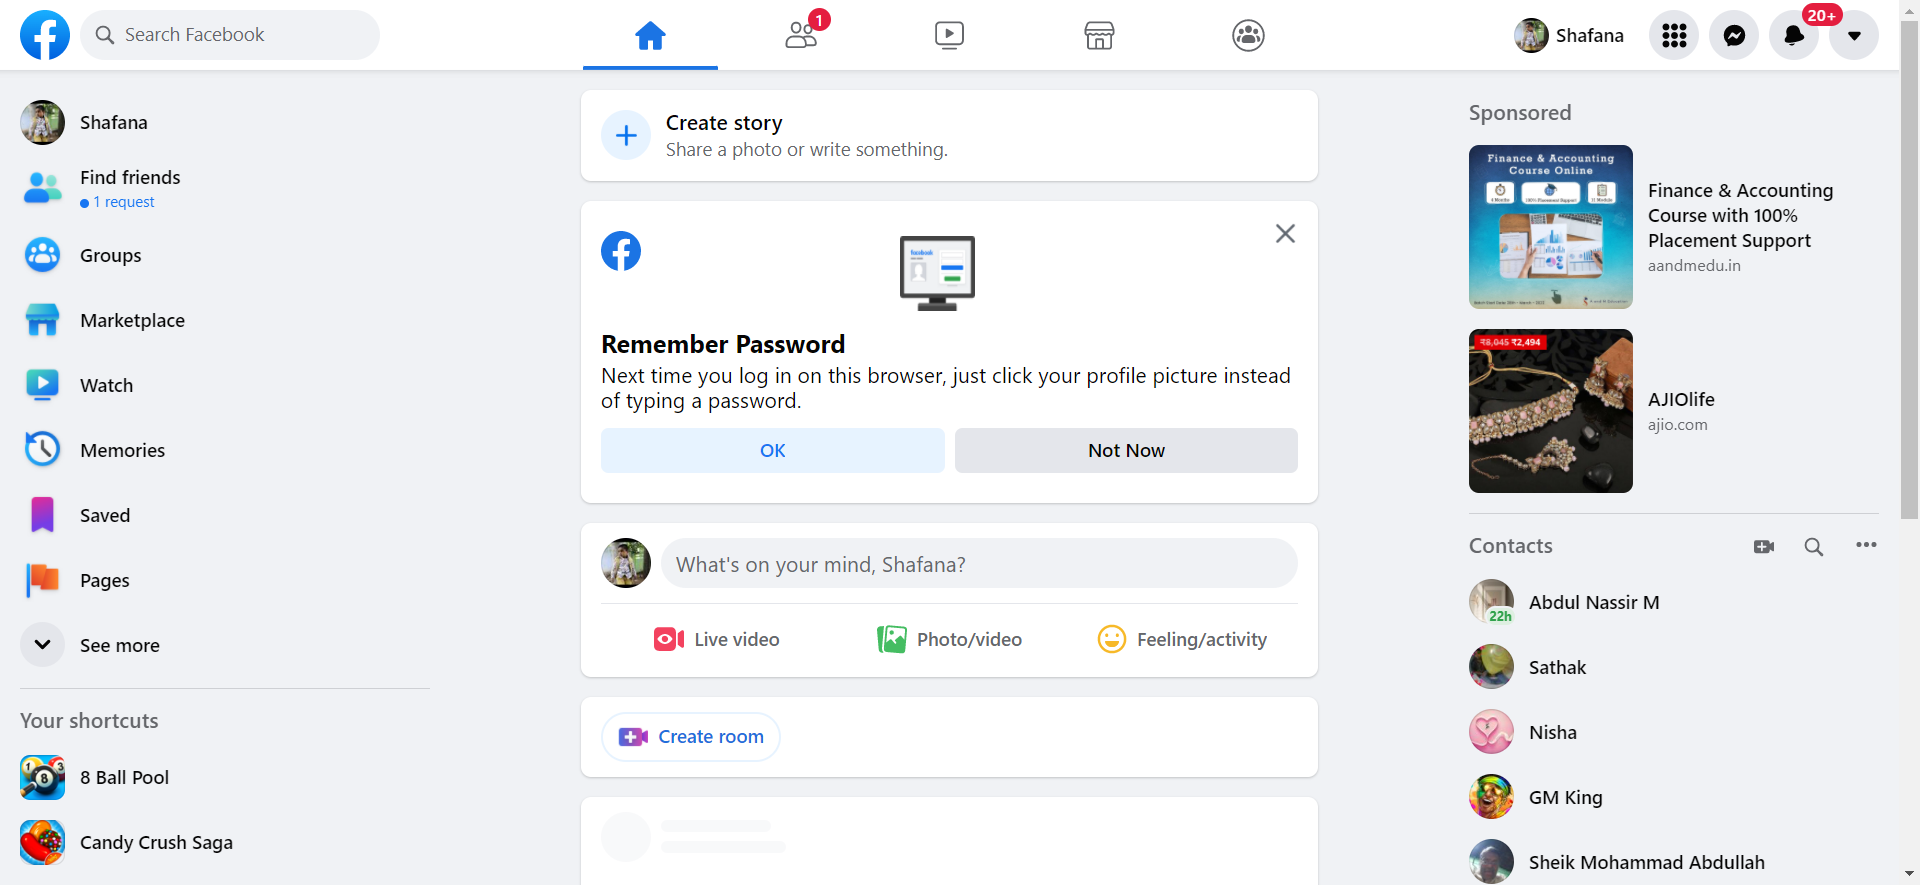 Search Facebook
1
Shafana
20+
Shafana
Find friends
1 request
Groups
Marketplace
Watch
Memories
Saved
Pages
See more
Your shortcuts
8 Ball Pool
Candy Crush Saga
Create story
Share a photo or write something.
facebook
Remember Password
Next time you log in on this browser, just click your profile picture instead
of typing a password.
OK
Not Now
What's on your mind, Shafana?
Live video
Photo/video
Feeling/activity
Create room
Sponsored
Finance & Accounting
Course Online
100% Placement Support
Finance & Accounting
Course with 100%
Placement Support
aandmedu.in
₹8,045 ₹2,494
AJIOlife
ajio.com
Contacts
Abdul Nassir M
22h
Sathak
Nisha
GM King
Sheik Mohammad Abdullah